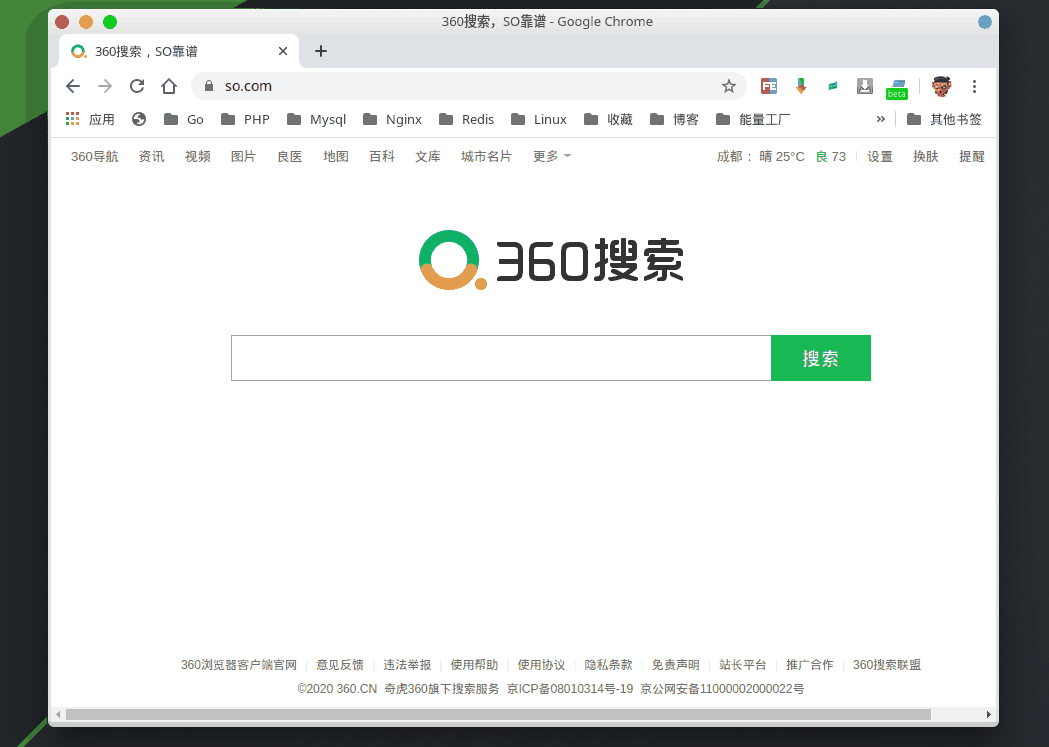 360搜索，SO靠谱 - Google Chrome
360搜索，SO靠谱
so.com
FE
beta
应用 Go PHP Mysql Nginx Redis Linux 收藏 博客 能量工厂 » 其他书签
360导航 资讯 视频 图片 良医 地图 百科 文库 城市名片 更多 成都： 晴 25°C 良 73 设置 换肤 提醒
360搜索
搜索
360浏览器客户端官网 意见反馈 违法举报 使用帮助 使用协议 隐私条款 免责声明 站长平台 推广合作 360搜索联盟
©2020 360.CN 奇虎360旗下搜索服务 京ICP备08010314号-19 京公网安备11000002000022号